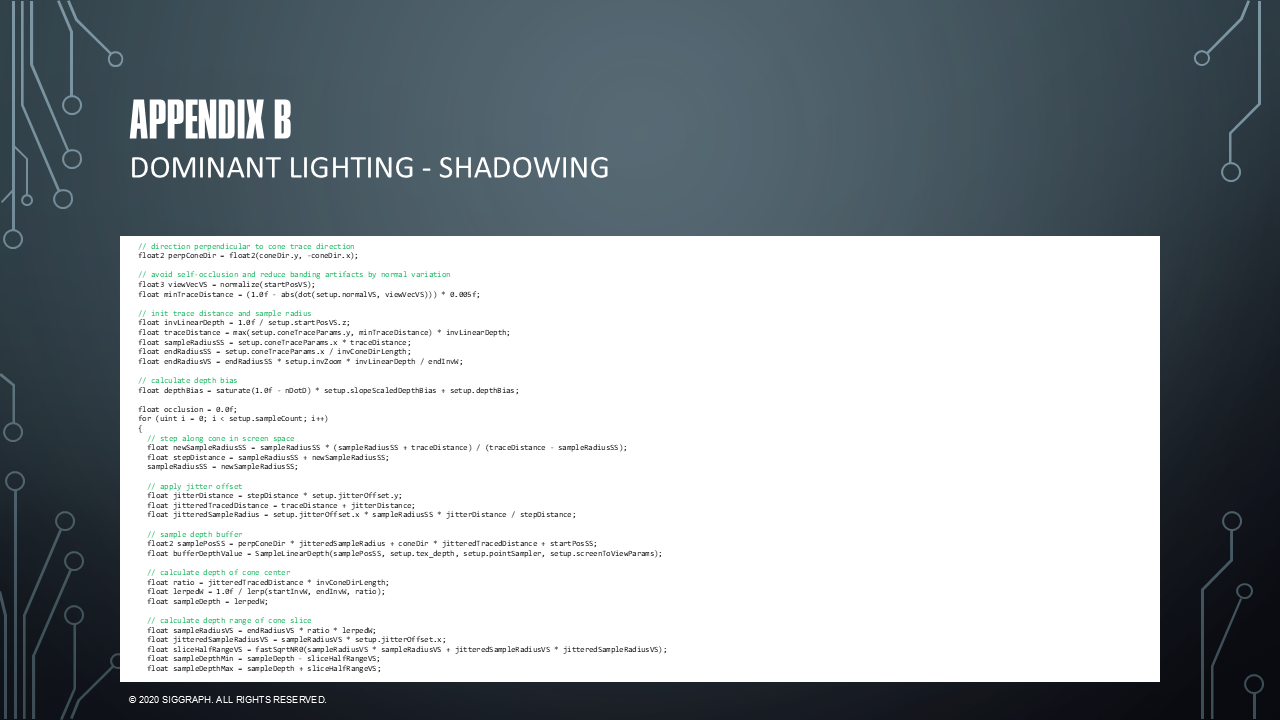 APPENDIX B
DOMINANT LIGHTING - SHADOWING
// direction perpendicular to cone trace direction
float2 perpConeDir = float2(coneDir.y, -coneDir.x);
// avoid self-occlusion and reduce banding artifacts by normal variation
float3 viewVecVS = normalize(startPosVS);
float minTraceDistance = (1.0f - abs(dot(setup.normalVS, viewVecVS))) * 0.005f;
// init trace distance and sample radius
float invLinearDepth = 1.0f / setup.startPosVS.z;
float traceDistance = max(setup.coneTraceParams.y, minTraceDistance) * invLinearDepth;
float sampleRadiusSS = setup.coneTraceParams.x * traceDistance;
float endRadiusSS = setup.coneTraceParams.x / invConeDirLength;
float endRadiusVS = endRadiusSS * setup.invZoom * invLinearDepth / endInvW;
// calculate depth bias
float depthBias = saturate(1.0f - nDotD) * setup.slopeScaledDepthBias + setup.depthBias;
float occlusion = 0.0f;
for (uint i = 0; i < setup.sampleCount; i++)
{
// step along cone in screen space
float newSampleRadiusSS = sampleRadiusSS * (sampleRadiusSS + traceDistance) / (traceDistance - sampleRadiusSS);
float stepDistance = sampleRadiusSS + newSampleRadiusSS;
sampleRadiusSS = newSampleRadiusSS;
// apply jitter offset
float jitterDistance = stepDistance * setup.jitterOffset.y;
float jitteredTracedDistance = traceDistance + jitterDistance;
float jitteredSampleRadius = setup.jitterOffset.x * sampleRadiusSS * jitterDistance / stepDistance;
// sample depth buffer
float2 samplePosSS = perpConeDir * jitteredSampleRadius + coneDir * jitteredTracedDistance + startPosSS;
float bufferDepthValue = SampleLinearDepth(samplePosSS, setup.tex_depth, setup.pointSampler, setup.screenToViewParams);
// calculate depth of cone center
float ratio = jitteredTracedDistance * invConeDirLength;
float lerpedW = 1.0f / lerp(startInvW, endInvW, ratio);
float sampleDepth = lerpedW;
// calculate depth range of cone slice
float sampleRadiusVS = endRadiusVS * ratio * lerpedW;
float jitteredSampleRadiusVS = sampleRadiusVS * setup.jitterOffset.x;
float sliceHalfRangeVS = fastSqrtNR0(sampleRadiusVS * sampleRadiusVS + jitteredSampleRadiusVS * jitteredSampleRadiusVS);
float sampleDepthMin = sampleDepth - sliceHalfRangeVS;
float sampleDepthMax = sampleDepth + sliceHalfRangeVS;
© 2020 SIGGRAPH. ALL RIGHTS RESERVED.